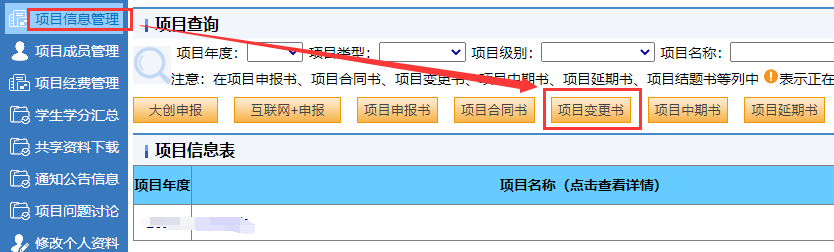 项目信息管理
项目成员管理
项目经费管理
学生学分汇总
共享资料下载
通知公告信息
项目问题讨论
修改个人资料
项目查询
项目年度： 项目类型： 项目级别： 项目名称：
注意：在项目申报书、项目合同书、项目变更书、项目中期书、项目延期书、项目结题书等列中 表示正在
大创申报 互联网+申报 项目申报书 项目合同书 项目变更书 项目中期书 项目延期书
项目信息表
项目年度 项目名称（点击查看详情）